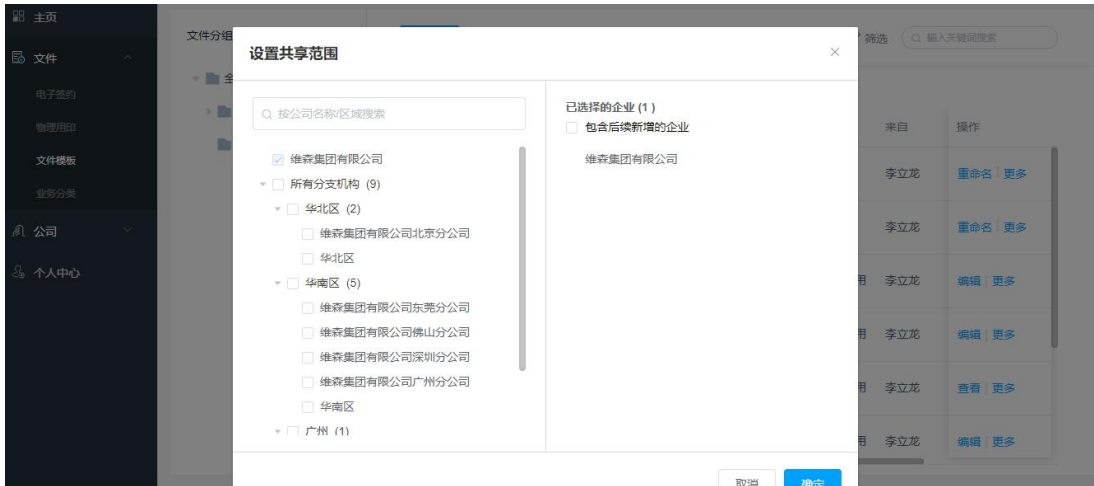 主页
文件
电子签约
物理用印
文件模板
业务分类
公司
个人中心
文件分组
全
筛选
输入关键词搜索
设置共享范围
按公司名称/区域搜索
维森集团有限公司
所有分支机构 (9)
华北区 (2)
维森集团有限公司北京分公司
华北区
华南区 (5)
维森集团有限公司东莞分公司
维森集团有限公司佛山分公司
维森集团有限公司深圳分公司
维森集团有限公司广州分公司
华南区
广州 (1)
已选择的企业 (1 )
包含后续新增的企业
维森集团有限公司
取消
确定
来自 操作
李立龙 重命名 更多
李立龙 重命名 更多
用 李立龙 编辑 更多
用 李立龙 编辑 更多
用 李立龙 查看 更多
用 李立龙 编辑 更多